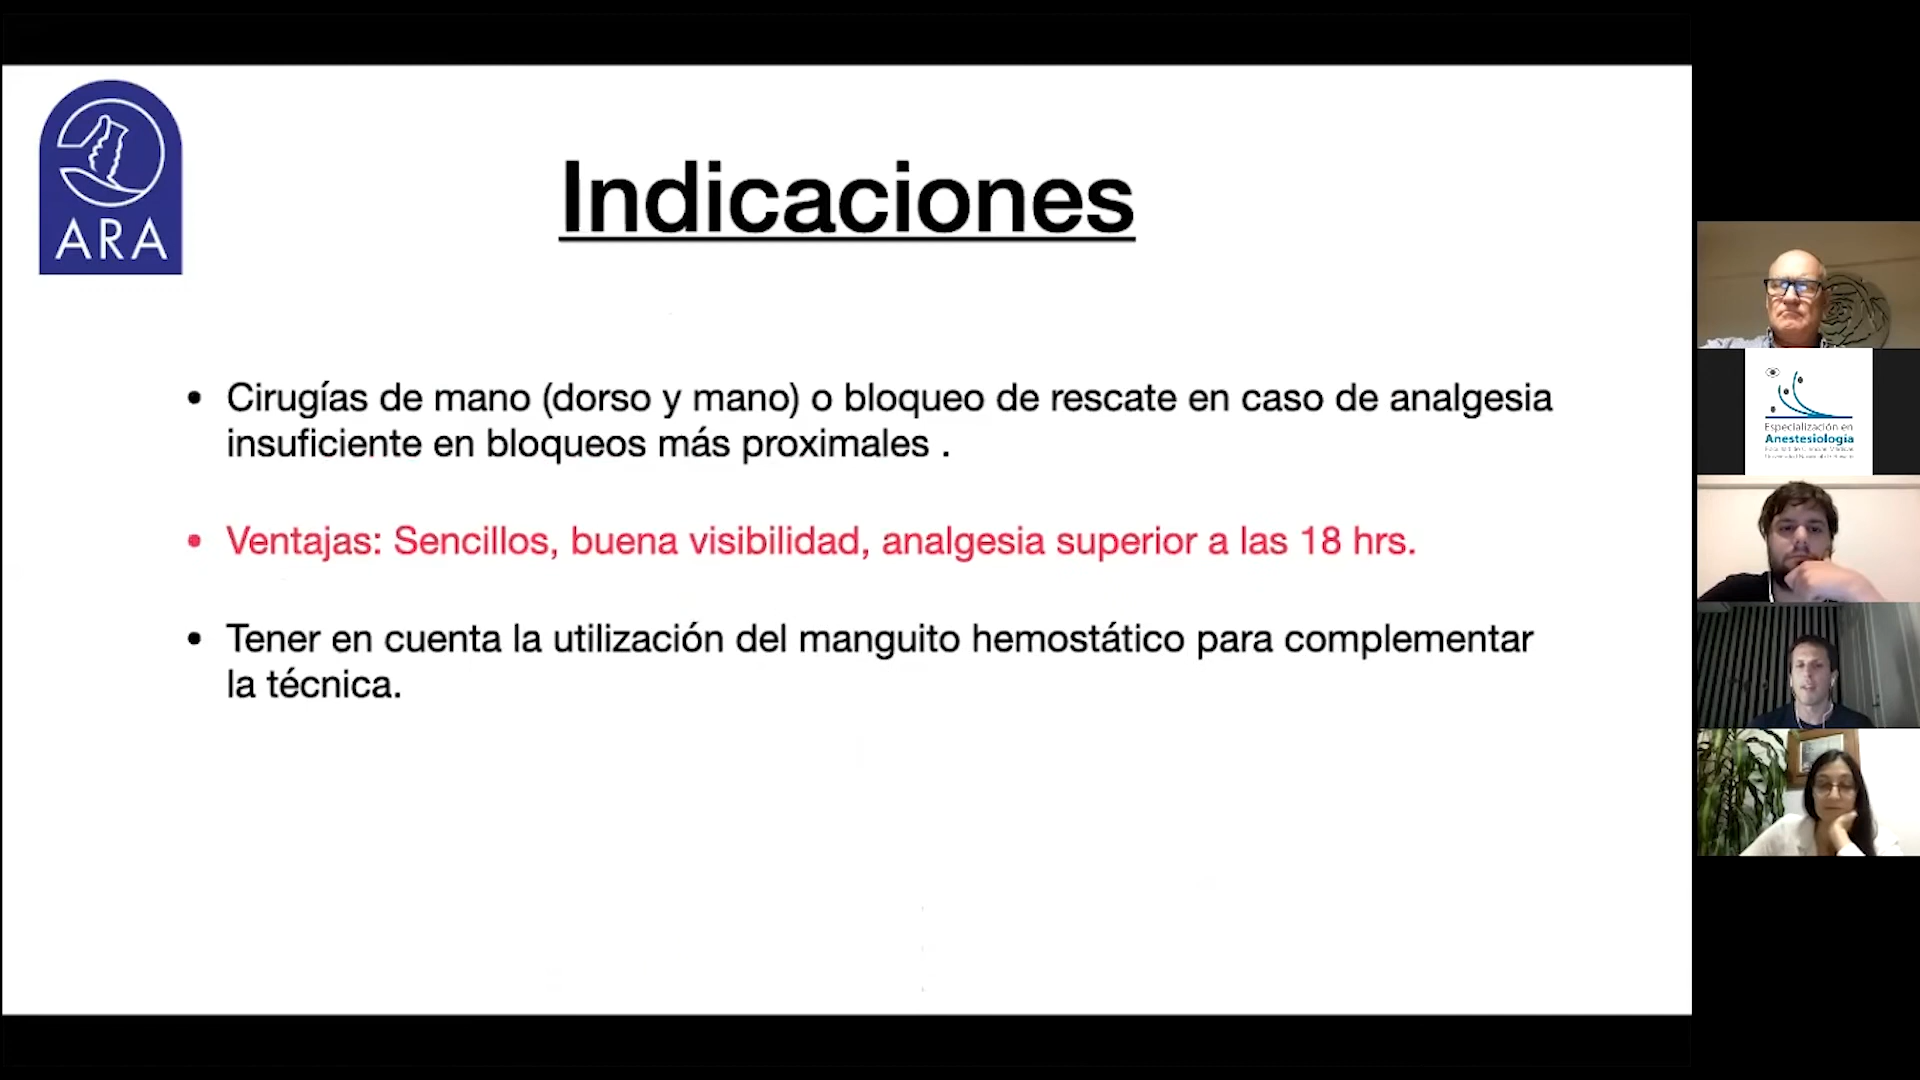 ARA
Indicaciones
• Cirugías de mano (dorso y mano) o bloqueo de rescate en caso de analgesia
insuficiente en bloqueos más proximales .
• Ventajas: Sencillos, buena visibilidad, analgesia superior a las 18 hrs.
• Tener en cuenta la utilización del manguito hemostático para complementar
la técnica.
Especialización en
Anestesiología